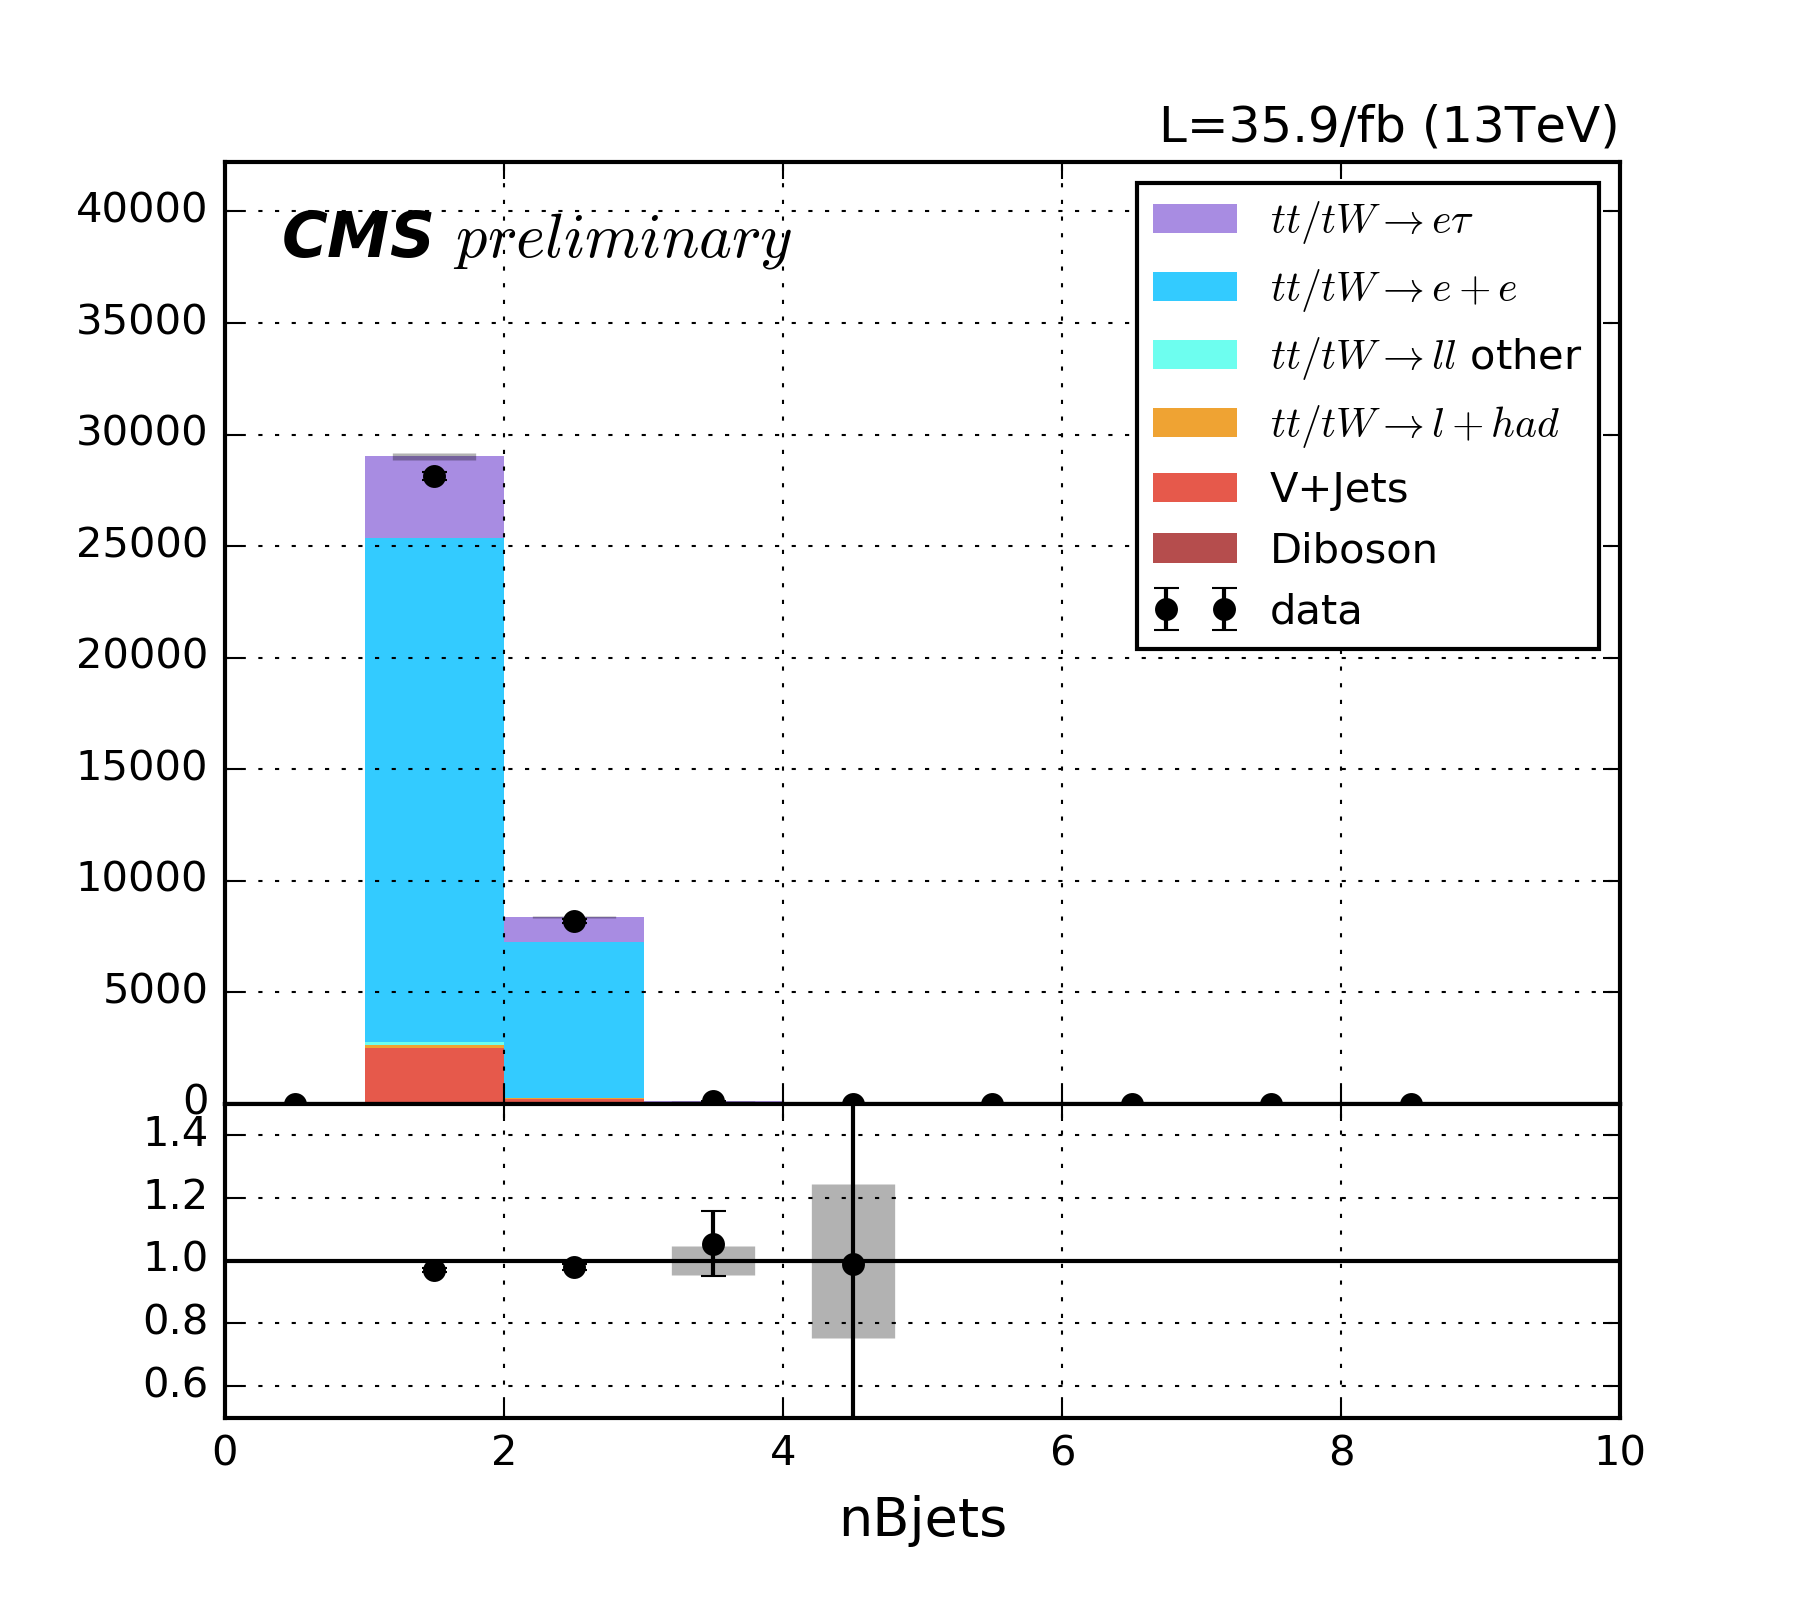 L=35.9/fb (13TeV)
CMS preliminary
40000
35000
30000
25000
20000
15000
10000
5000
0
tt/tW → eτ
tt/tW → e + e
tt/tW → ll other
tt/tW → l + had
V+Jets
Diboson
data
1.4
1.2
1.0
0.8
0.6
0 2 4 6 8 10
nBjets